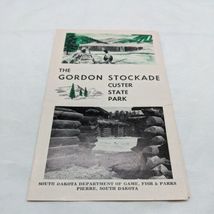 THE
GORDON STOCKADE
CUSTER
STATE
PARK
SOUTH DAKOTA DEPARTMENT OF GAME, FISH & PARKS
PIERRE, SOUTH DAKOTA